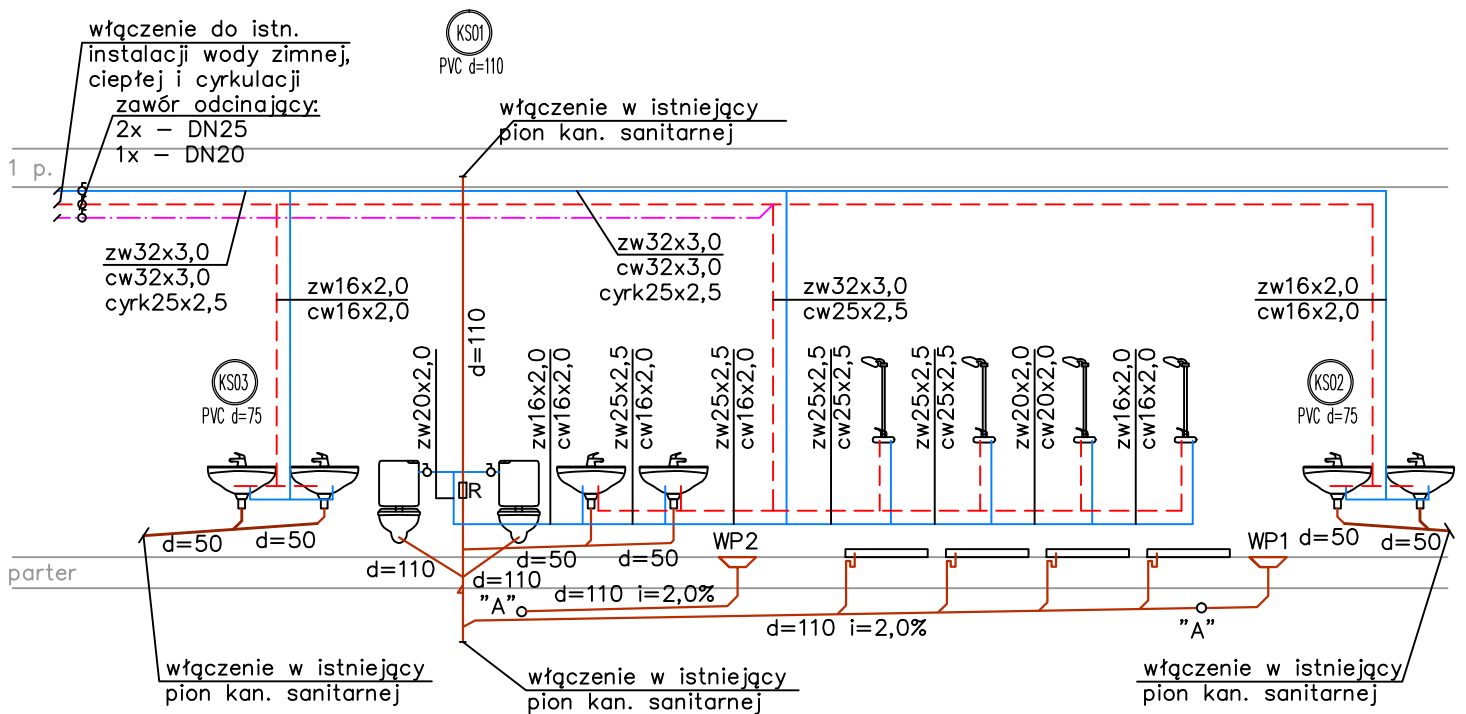 włączenie do istn.
instalacji wody zimnej,
ciepłej i cyrkulacji
zawór odcinający:
2x – DN25
1x – DN20
KS01
PVC d=110
włączenie w istniejący
pion kan. sanitarnej
1 p.
zw32x3,0
cw32x3,0
cyrk25x2,5
zw16x2,0
cw16x2,0
zw32x3,0
cw32x3,0
cyrk25x2,5
zw32x3,0
cw25x2,5
zw16x2,0
cw16x2,0
d=110
KS03
PVC d=75
zw20x2,0
zw16x2,0
cw16x2,0
zw25x2,5
cw16x2,0
zw25x2,5
cw16x2,0
zw25x2,5
cw25x2,5
zw25x2,5
cw25x2,5
zw20x2,0
cw20x2,0
zw16x2,0
cw16x2,0
KS02
PVC d=75
R
d=50
d=50
d=50
d=50
WP2
WP1
d=50
d=50
parter
d=110
d=110
"A"
d=110 i=2,0%
d=110 i=2,0%
"A"
włączenie w istniejący
pion kan. sanitarnej
włączenie w istniejący
pion kan. sanitarnej
włączenie w istniejący
pion kan. sanitarnej